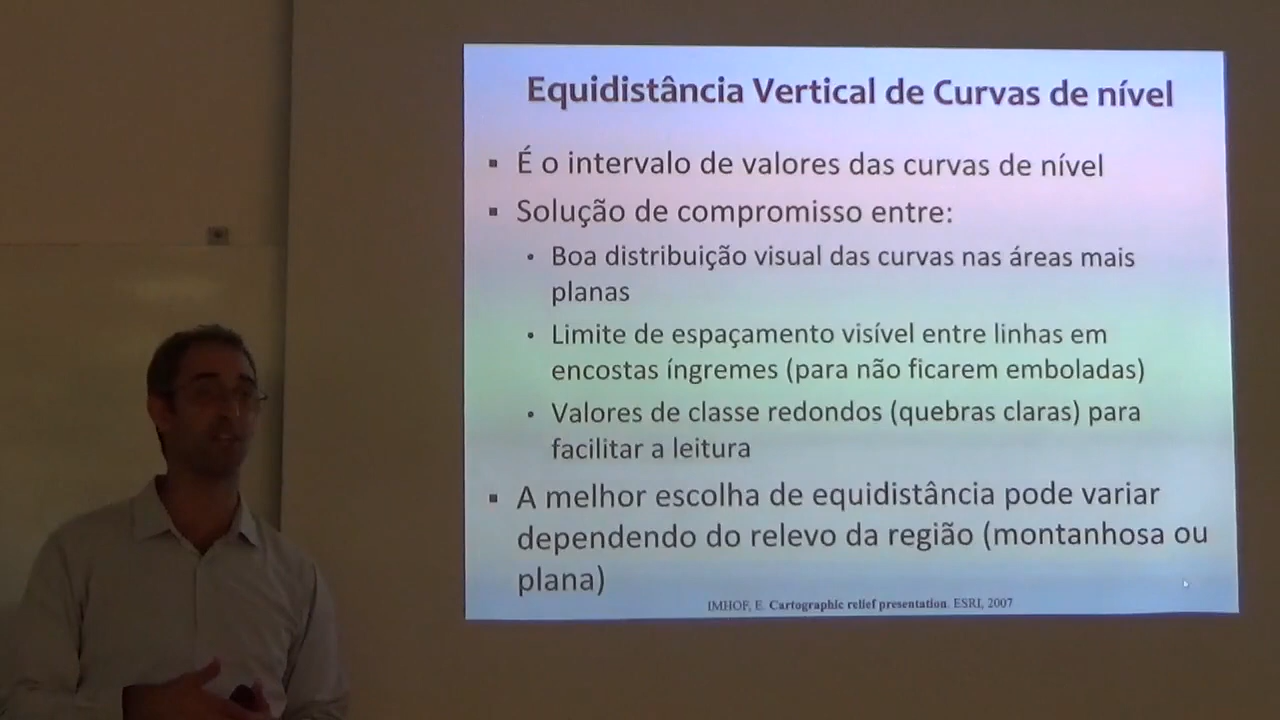 Equidistância Vertical de Curvas de nível
▪ É o intervalo de valores das curvas de nível
▪ Solução de compromisso entre:
• Boa distribuição visual das curvas nas áreas mais
planas
• Limite de espaçamento visível entre linhas em
encostas íngremes (para não ficarem emboladas)
• Valores de classe redondos (quebras claras) para
facilitar a leitura
▪ A melhor escolha de equidistância pode variar
dependendo do relevo da região (montanhosa ou
plana)
IMHOF, E. Cartographic relief presentation. ESRI, 2007